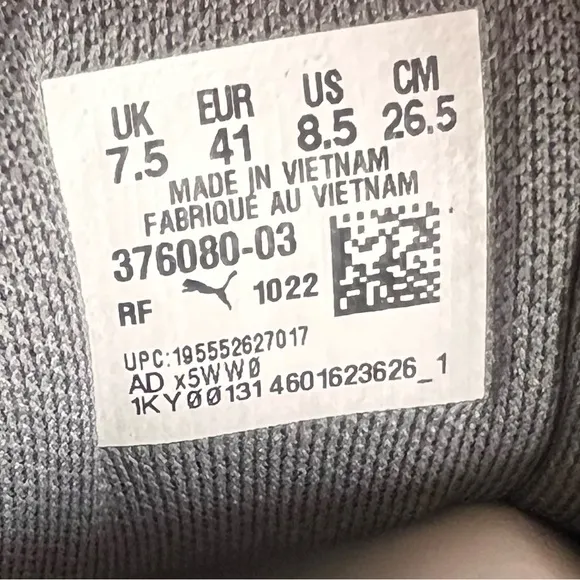 UK EUR US CM
7.5 41 8.5 26.5
MADE IN VIETNAM
FABRIQUÉ AU VIETNAM
376080-03
RF 1022
UPC:195552627017
AD x5WW0
1KY00131 4601623626_1